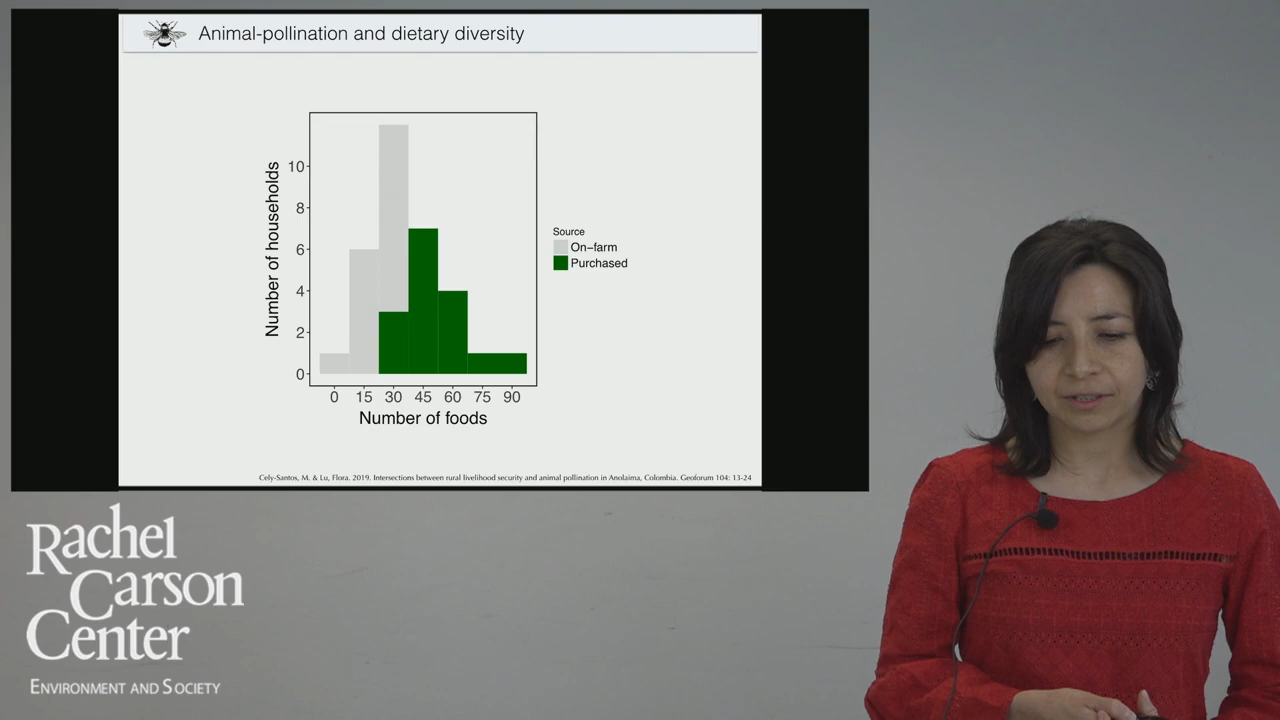 Animal-pollination and dietary diversity
Number of households
10
8
6
4
2
0
0 15 30 45 60 75 90
Number of foods
Source
On-farm
Purchased
Cely-Santos, M. & Lu, Flora. 2019. Intersections between rural livelihood security and animal pollination in Anolaima, Colombia. Geoforum 104: 13-24
Rachel
Carson
Center
ENVIRONMENT AND SOCIETY